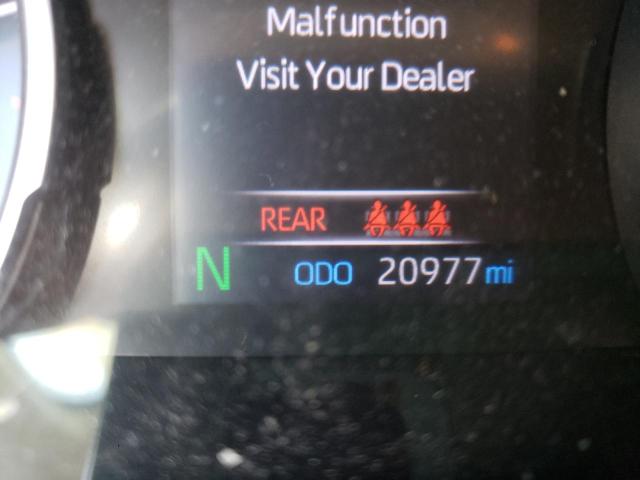 Malfunction
Visit Your Dealer
REAR
N ODO 20977 mi